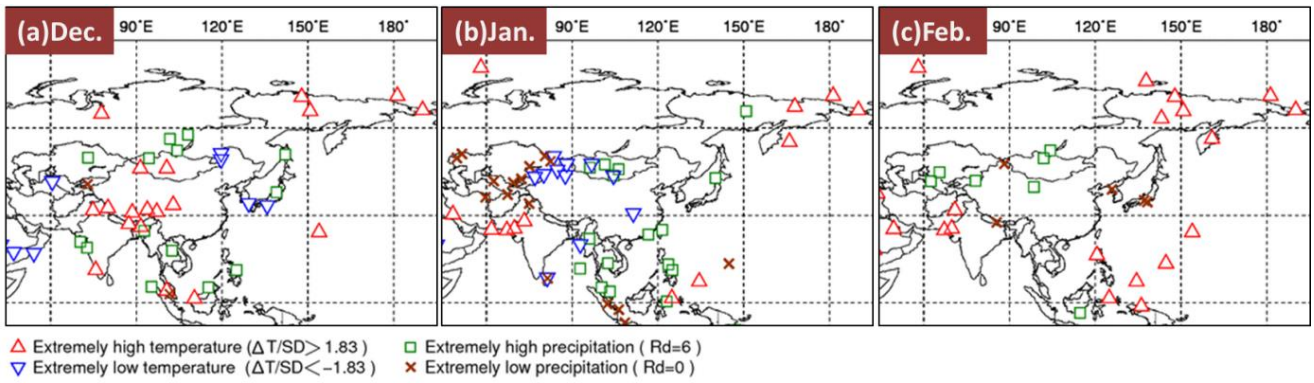 (a)Dec. 90°E 120°E 150°E 180°
(b)Jan. 90°E 120°E 150°E 180°
(c)Feb. 90°E 120°E 150°E 180°
Extremely high temperature (ΔT/SD> 1.83)
Extremely high precipitation ( Rd=6 )
Extremely low temperature (ΔT/SD<−1.83 )
Extremely low precipitation ( Rd=0 )